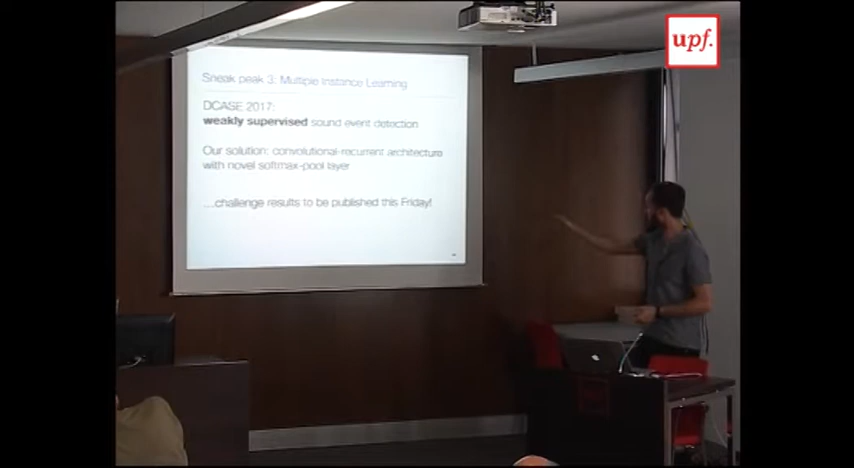 upf.
Sneak peak 3: Multiple Instance Learning
DCASE 2017:
weakly supervised sound event detection
Our solution: convolutional-recurrent architecture
with novel softmax-pool layer
....challenge results to be published this Friday!